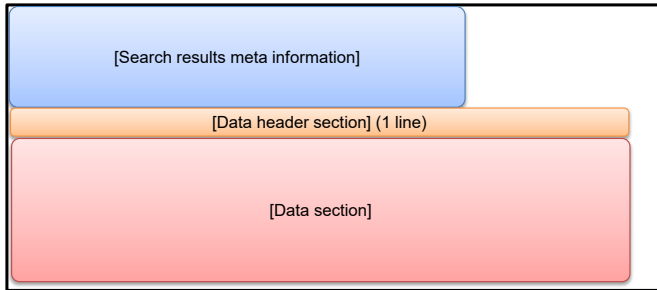 [Search results meta information]
[Data header section] (1 line)
[Data section]